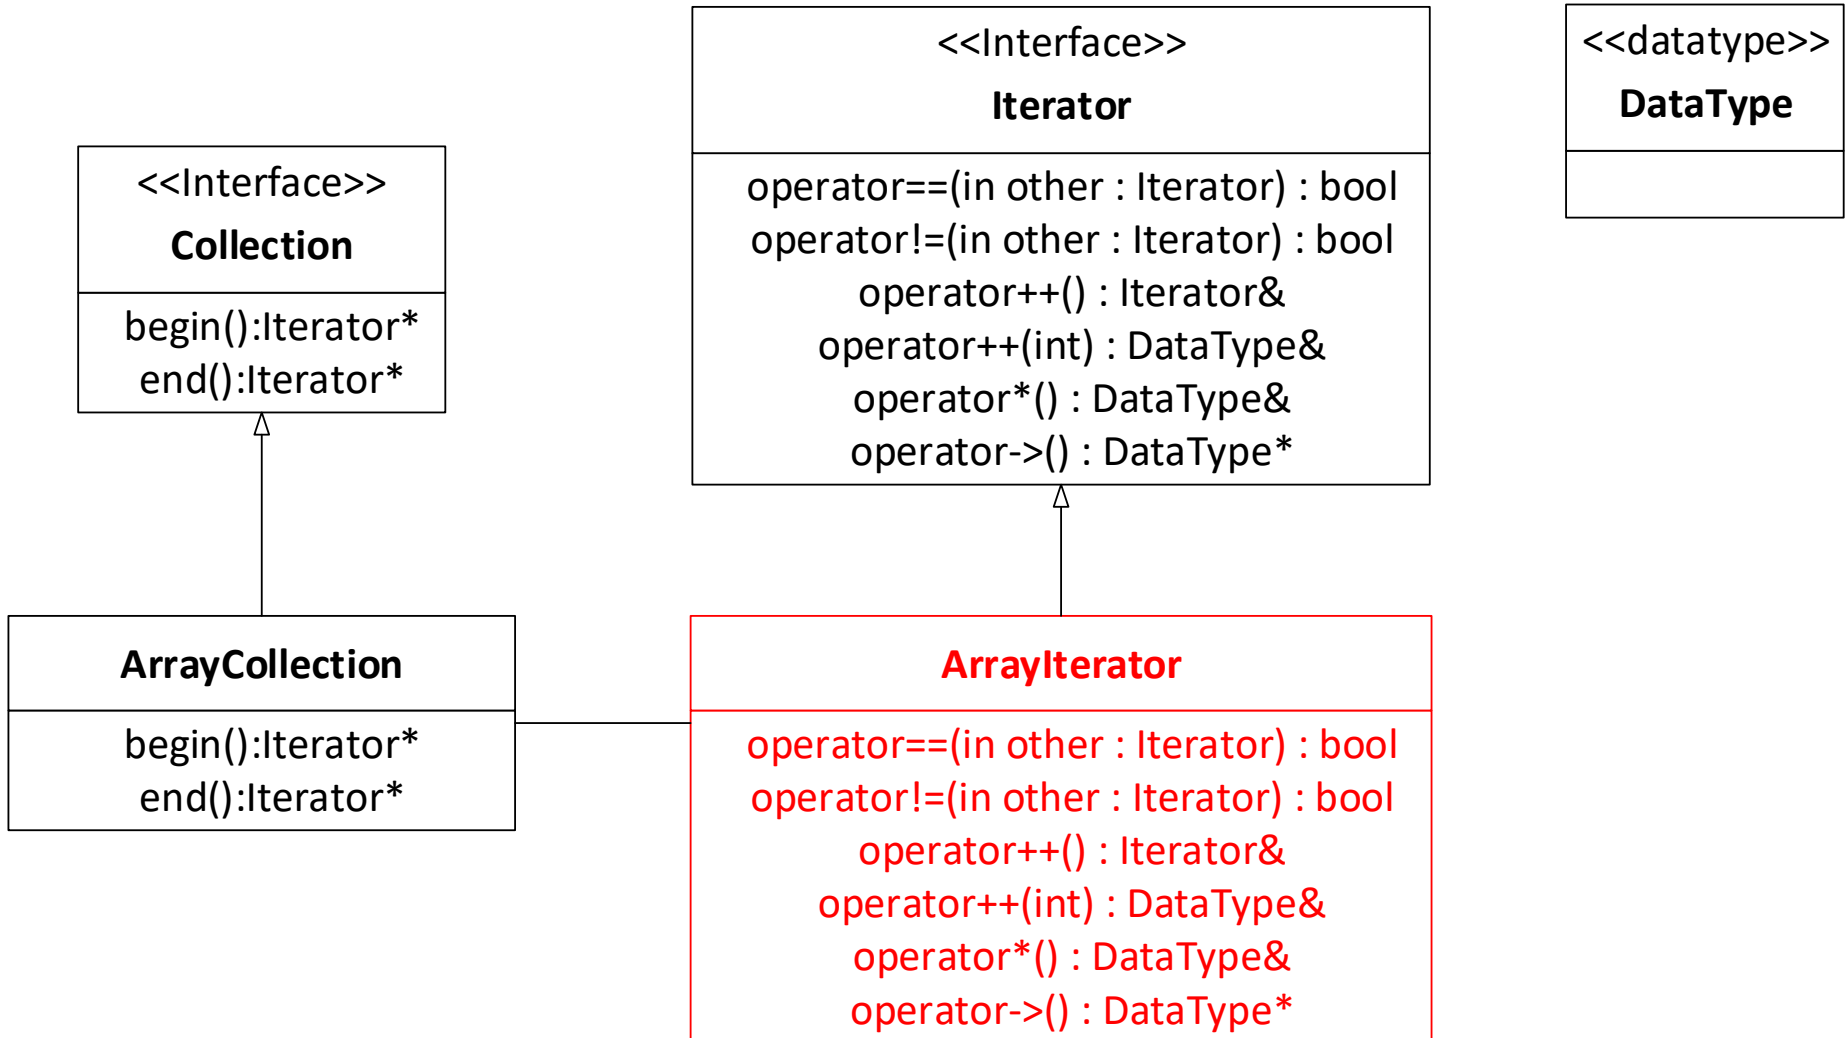 <<Interface>>
Collection
begin():Iterator*
end():Iterator*
<<Interface>>
Iterator
operator==(in other : Iterator) : bool
operator!=(in other : Iterator) : bool
operator++() : Iterator&
operator++(int) : DataType&
operator*() : DataType&
operator->() : DataType*
<<datatype>>
DataType
ArrayCollection
begin():Iterator*
end():Iterator*
ArrayIterator
operator==(in other : Iterator) : bool
operator!=(in other : Iterator) : bool
operator++() : Iterator&
operator++(int) : DataType&
operator*() : DataType&
operator->() : DataType*